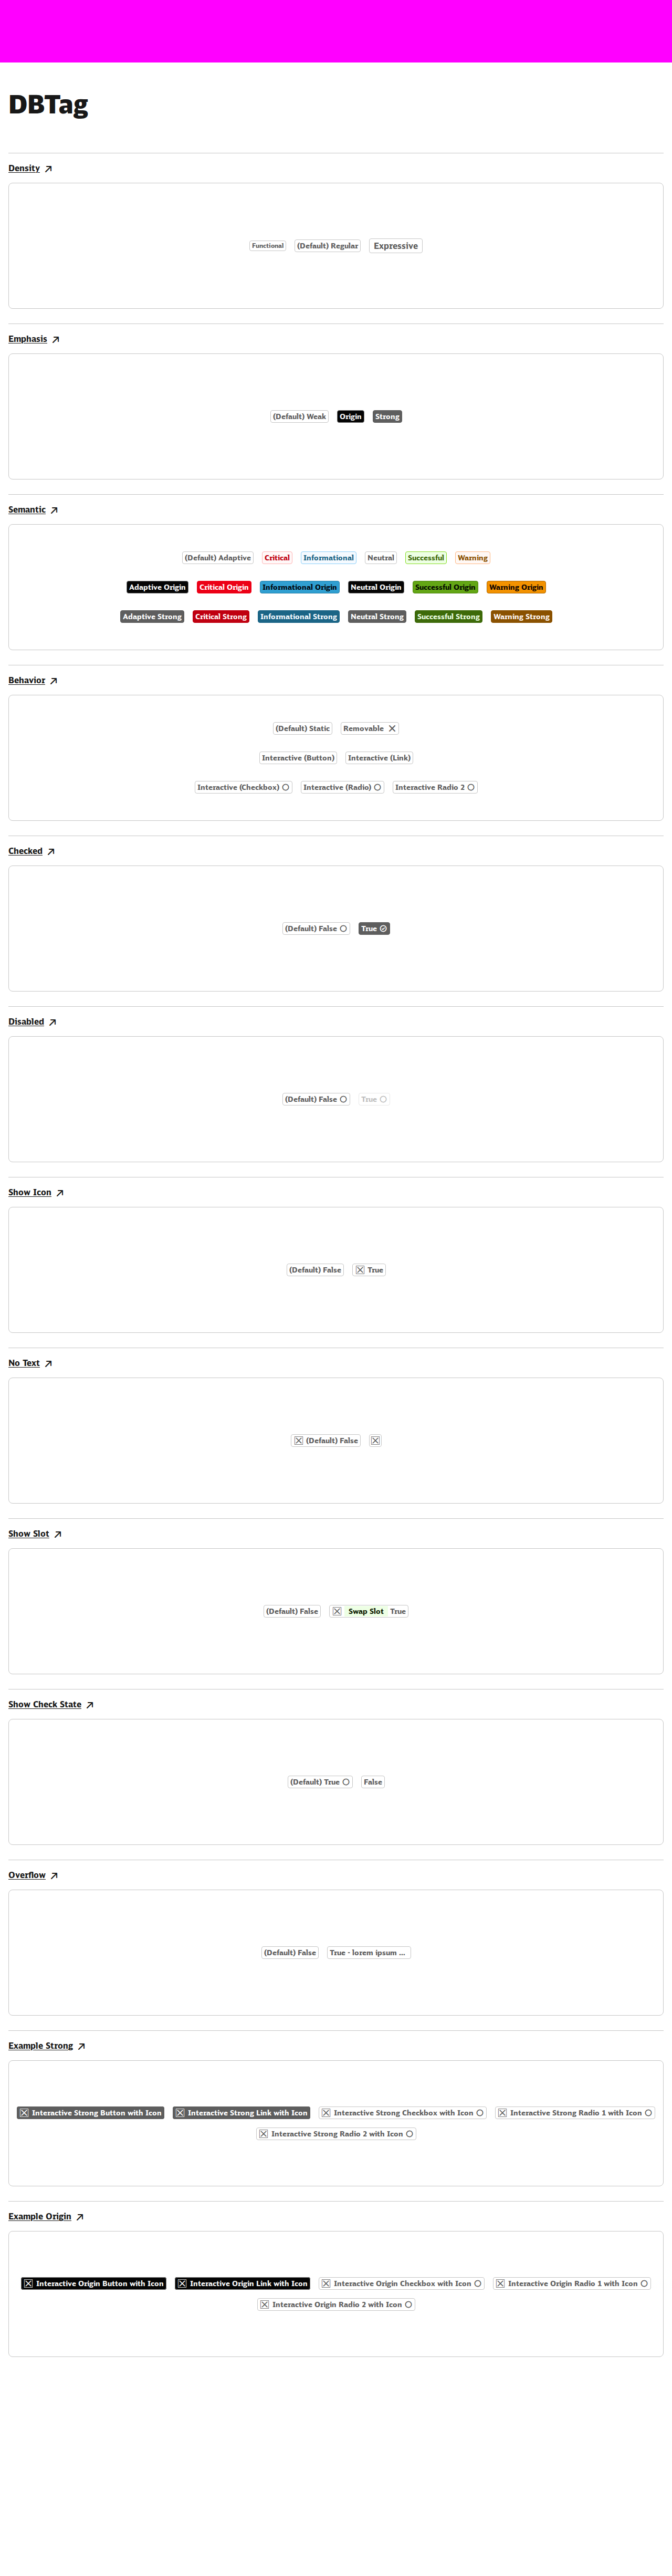 DBTag
Density
Functional (Default) Regular Expressive
Emphasis
(Default) Weak Origin Strong
Semantic
(Default) Adaptive Critical Informational Neutral Successful Warning
Adaptive Origin Critical Origin Informational Origin Neutral Origin Successful Origin Warning Origin
Adaptive Strong Critical Strong Informational Strong Neutral Strong Successful Strong Warning Strong
Behavior
(Default) Static Removable
Interactive (Button) Interactive (Link)
Interactive (Checkbox) Interactive (Radio) Interactive Radio 2
Checked
(Default) False True
Disabled
(Default) False True
Show Icon
(Default) False True
No Text
(Default) False
Show Slot
(Default) False Swap Slot True
Show Check State
(Default) True False
Overflow
(Default) False True - lorem ipsum ...
Example Strong
Interactive Strong Button with Icon Interactive Strong Link with Icon Interactive Strong Checkbox with Icon Interactive Strong Radio 1 with Icon
Interactive Strong Radio 2 with Icon
Example Origin
Interactive Origin Button with Icon Interactive Origin Link with Icon Interactive Origin Checkbox with Icon Interactive Origin Radio 1 with Icon
Interactive Origin Radio 2 with Icon